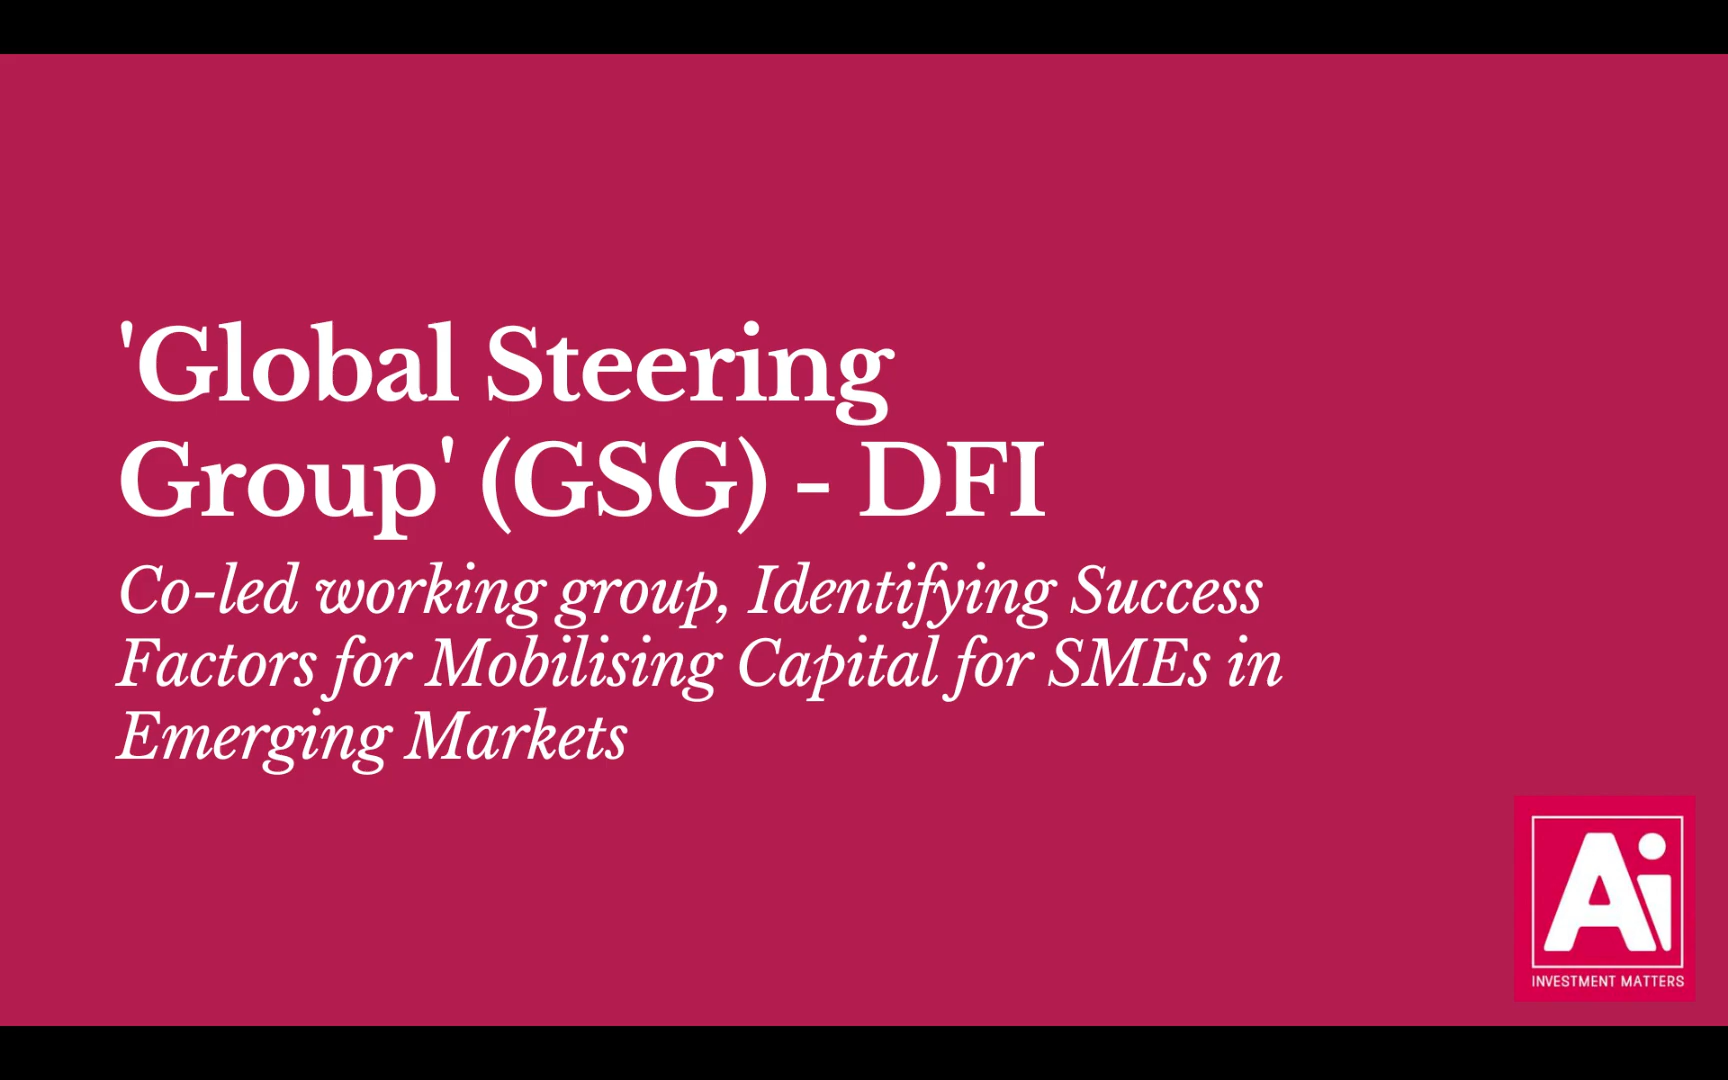 'Global Steering
Group' (GSG) - DFI
Co-led working group, Identifying Success
Factors for Mobilising Capital for SMEs in
Emerging Markets
Ai
INVESTMENT MATTERS